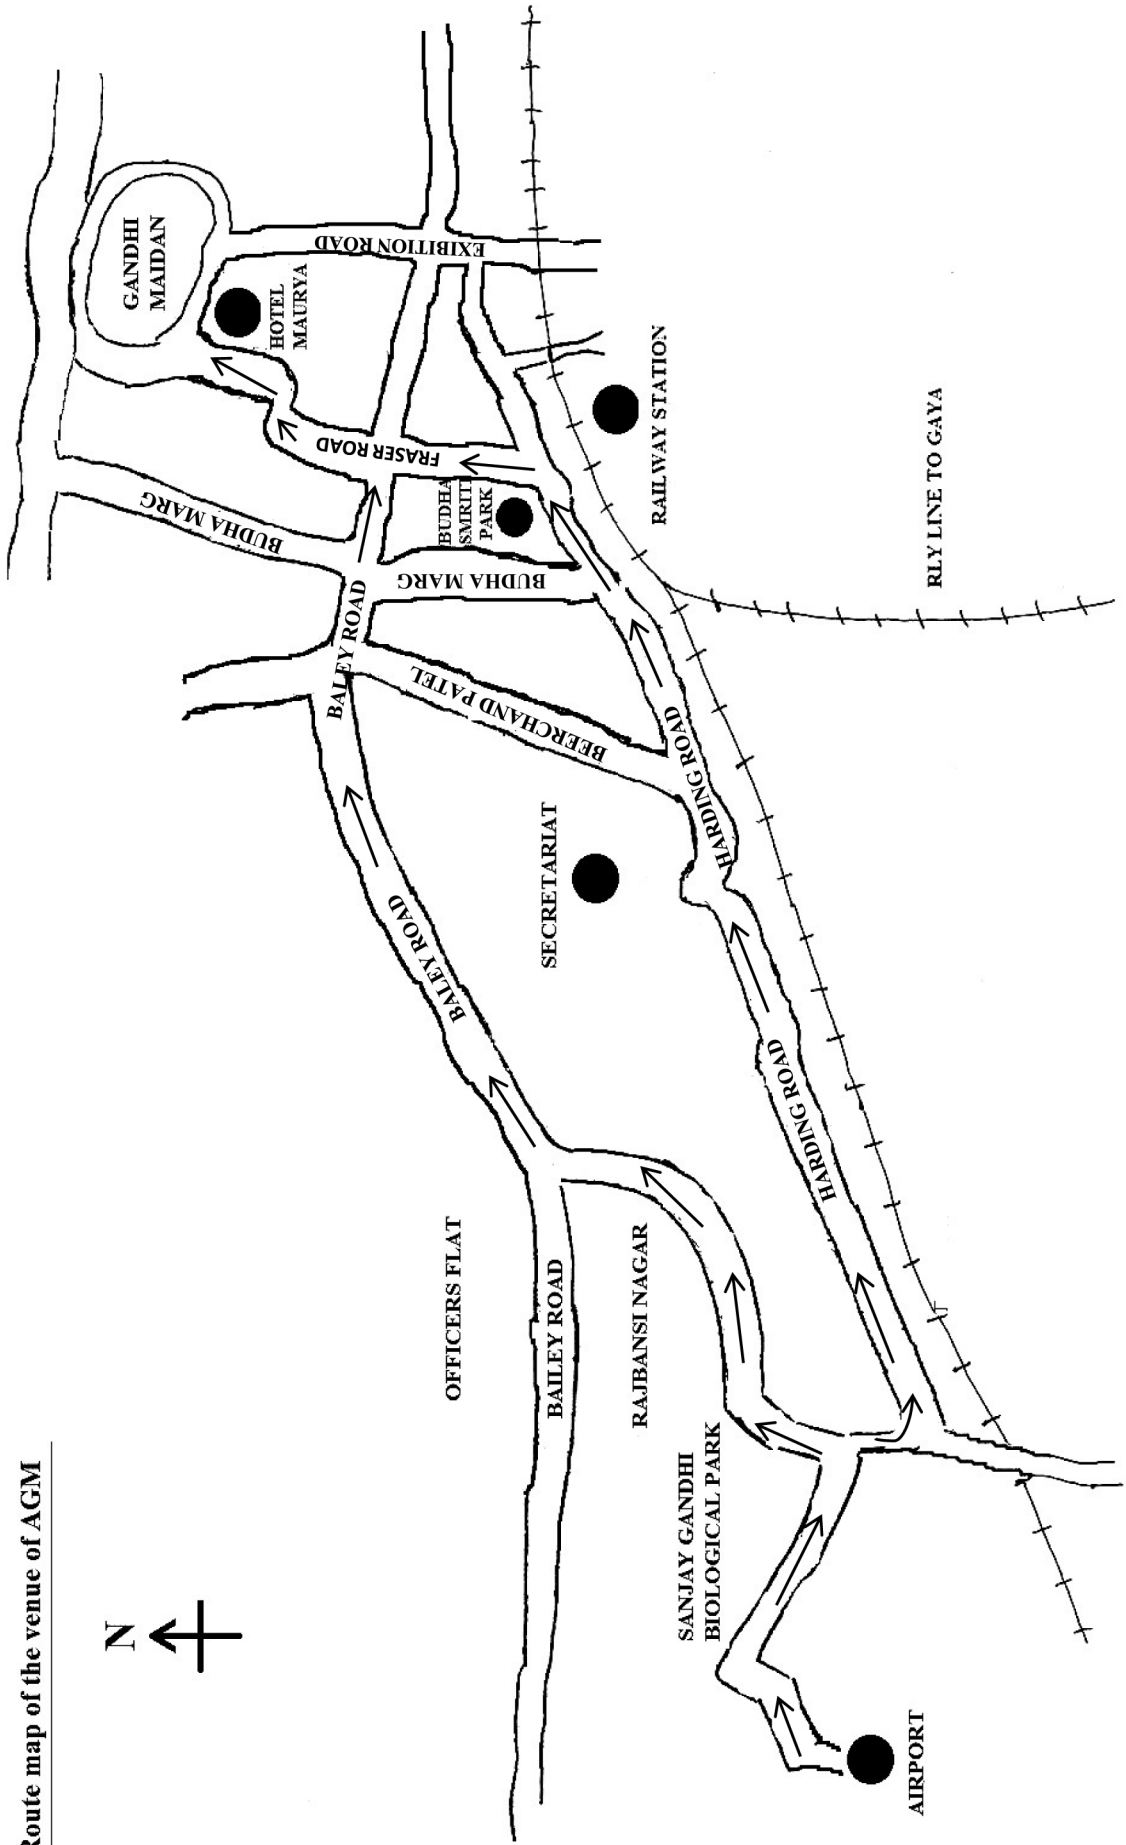 Route map of the venue of AGM
N
GANDHI
MAIDAN
BUDHA MARG
HOTEL
MAURYA
BALEY ROAD
FRASER ROAD
EXIBITION ROAD
BALEY ROAD
OFFICERS FLAT
BUDHA
SMRITI
PARK
BUDHA MARG
BEERCHAND PATEL
SECRETARIAT
BAILEY ROAD
RAJBANSI NAGAR
RAILWAY STATION
SANJAY GANDHI
BIOLOGICAL PARK
HARDING ROAD
HARDING ROAD
AIRPORT
RLY LINE TO GAYA